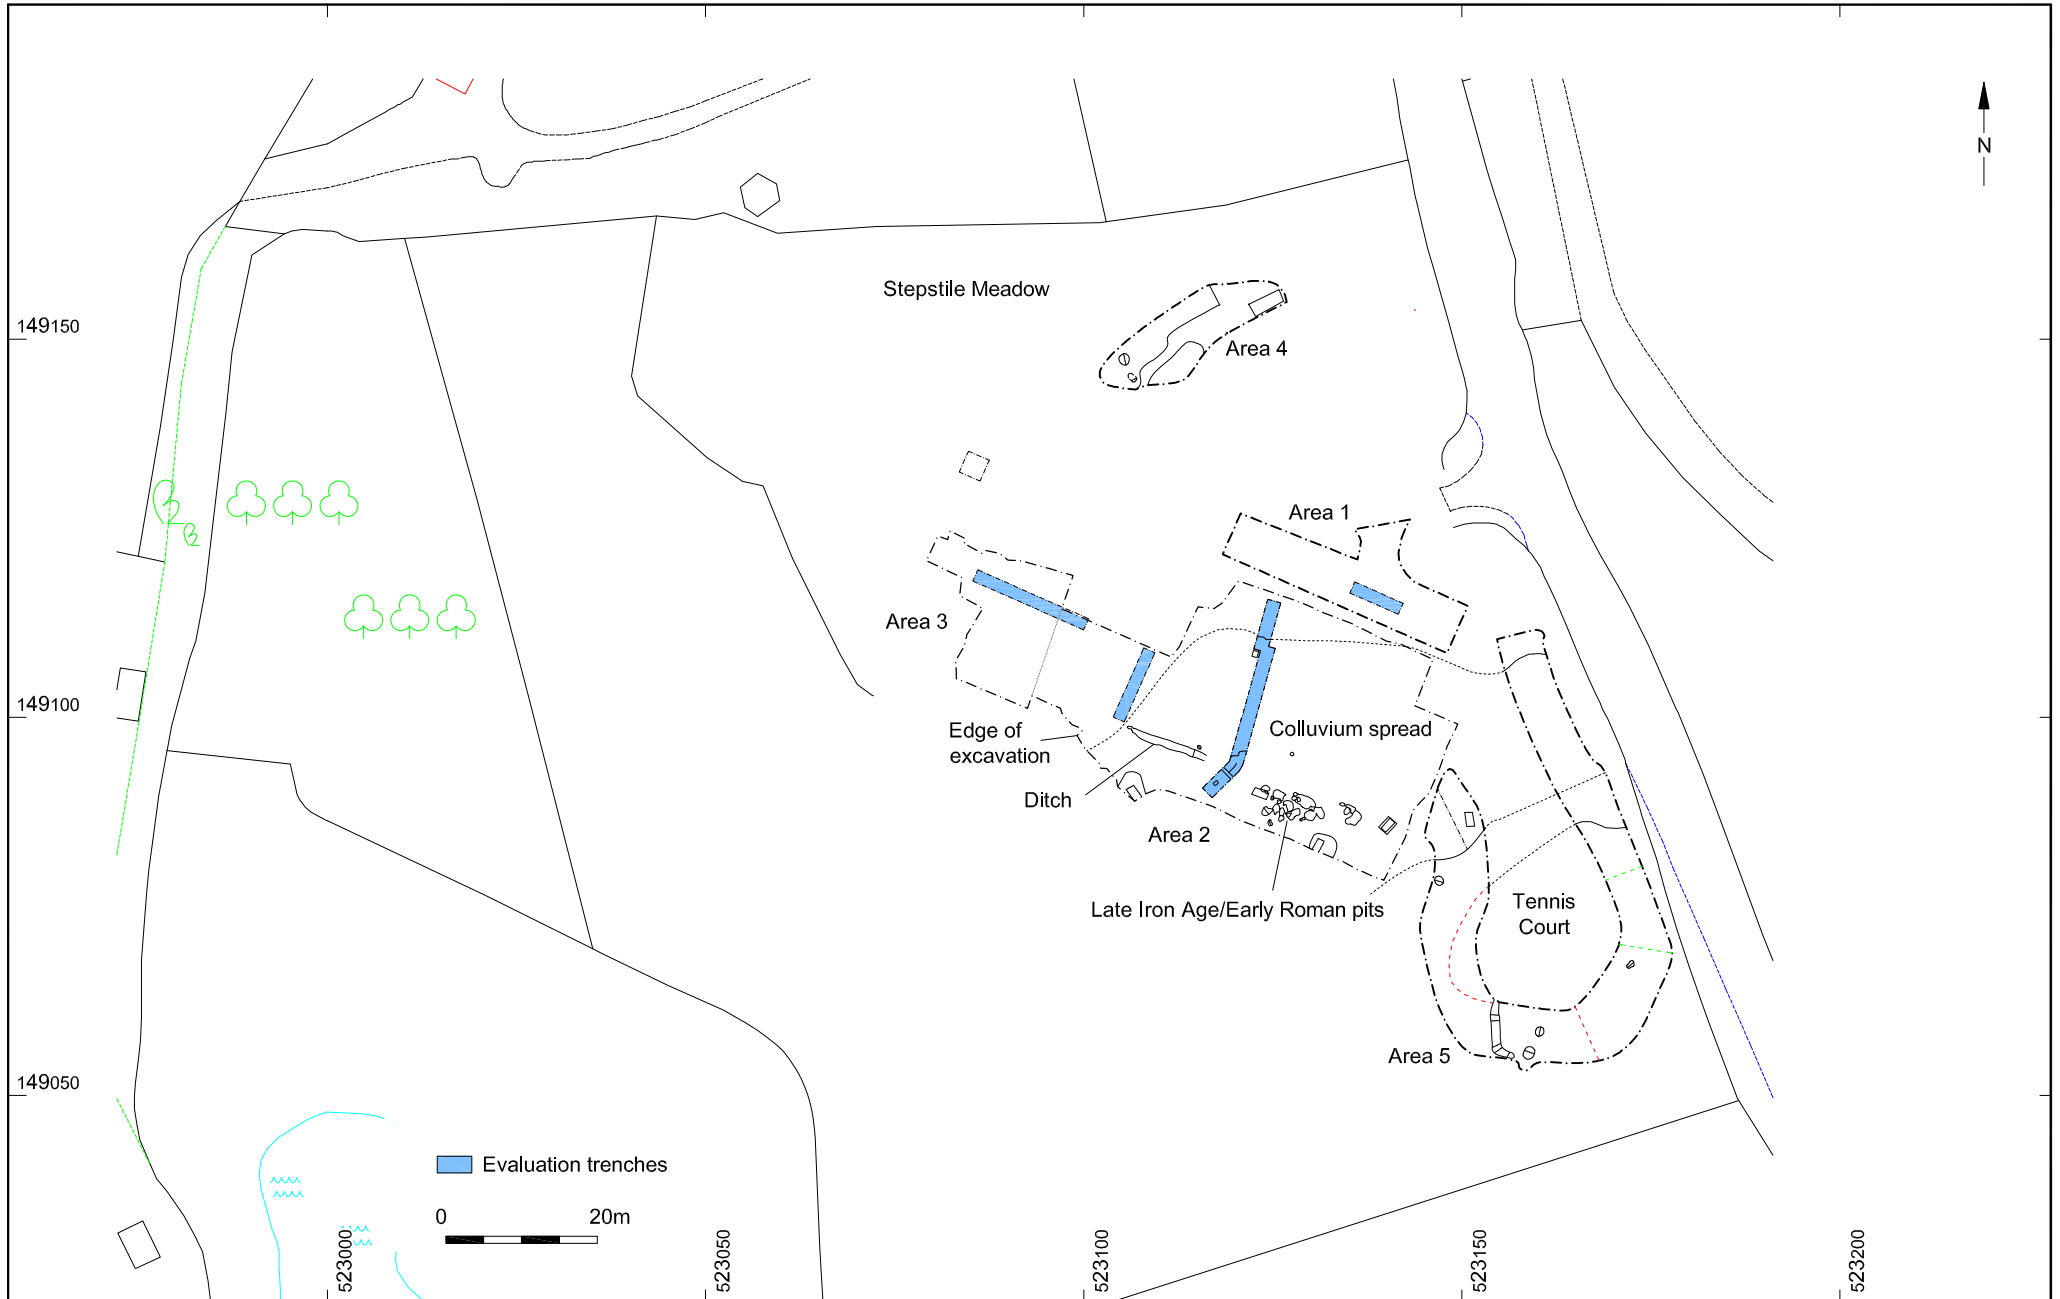 N
Stepstile Meadow
149150
Area 4
Area 1
Area 3
149100
Edge of
excavation
Colluvium spread
Ditch
Area 2
Late Iron Age/Early Roman pits
Tennis
Court
Area 5
149050
Evaluation trenches
0 20m
523000
523050
523100
523150
523200